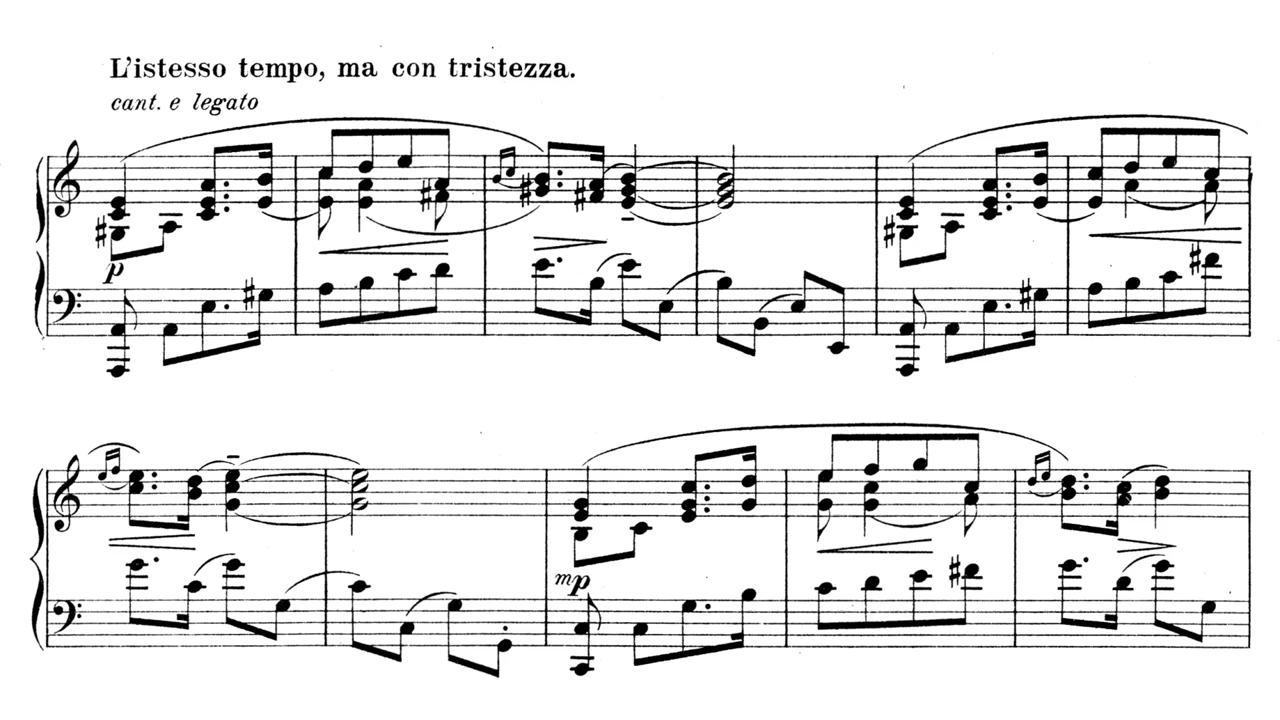 L'istesso tempo, ma con tristezza.
cant. e legato
p
mp